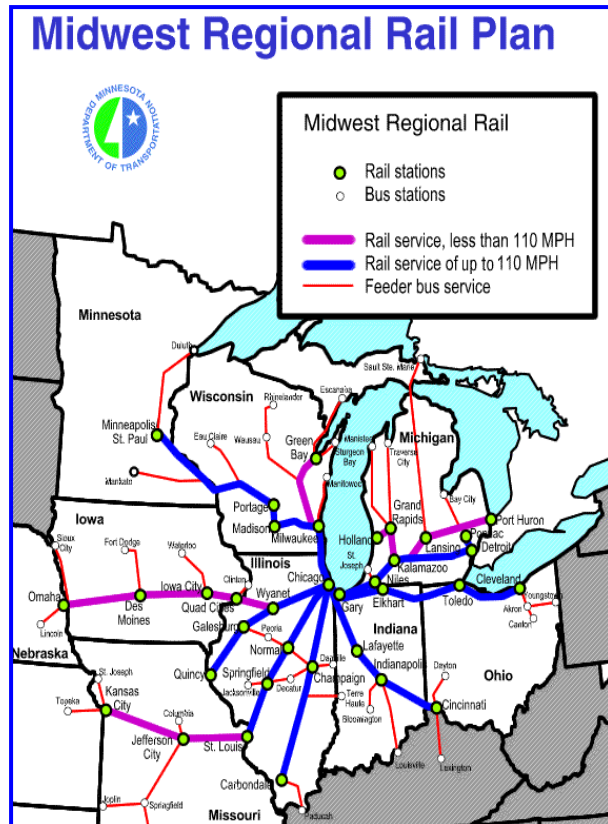 Midwest Regional Rail Plan
MINNESOTA DEPARTMENT OF TRANSPORTATION
Midwest Regional Rail
Rail stations
Bus stations
Rail service, less than 110 MPH
Rail service of up to 110 MPH
Feeder bus service
Minnesota
Duluth
Sault Ste. Marie
Wisconsin
Rhinelander
Escanaba
Minneapolis
St. Paul
Eau Claire
Wausau
Green
Bay
Manistee
Sturgeon
Bay
Michigan
Traverse
City
Mankato
Manitowoc
Bay City
Portage
Grand
Rapids
Port Huron
Iowa
Madison
Milwaukee
Holland
Lansing
Pontiac
Detroit
Sioux
City
Fort Dodge
Waterloo
St.
Joseph
Kalamazoo
Illinois
Iowa City
Clinton
Chicago
Niles
Cleveland
Youngstown
Omaha
Des
Moines
Quad Cities
Wyanet
Gary
Elkhart
Toledo
Akron
Canton
Lincoln
Galesburg
Peoria
Indiana
Nebraska
Normal
Lafayette
Quincy
Springfield
Danville
Indianapolis
Ohio
St. Joseph
Jacksonville
Decatur
Champaign
Dayton
Kansas
City
Terre
Haute
Topeka
Columbia
Bloomington
Cincinnati
Jefferson
City
St. Louis
Louisville
Lexington
Carbondale
Joplin
Springfield
Missouri
Paducah